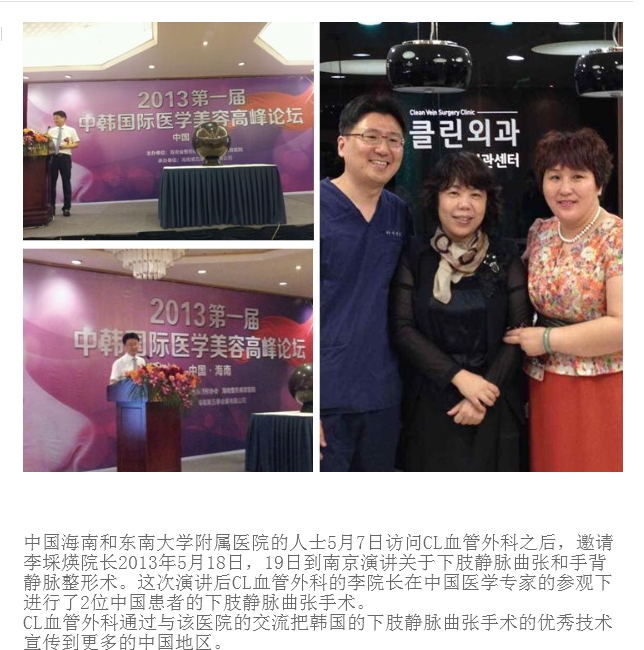 2013第一届
中韩国际医学美容高峰论坛
2013第一届
中韩国际医学美容高峰论坛
中国·海南
Clean Vein Surgery Clinic
클린외과
관센터
中国海南和东南大学附属医院的人士5月7日访问CL血管外科之后，邀请
李埰煐院长2013年5月18日，19日到南京演讲关于下肢静脉曲张和手背
静脉整形术。这次演讲后CL血管外科的李院长在中国医学专家的参观下
进行了2位中国患者的下肢静脉曲张手术。
CL血管外科通过与该医院的交流把韩国的下肢静脉曲张手术的优秀技术
宣传到更多的中国地区。